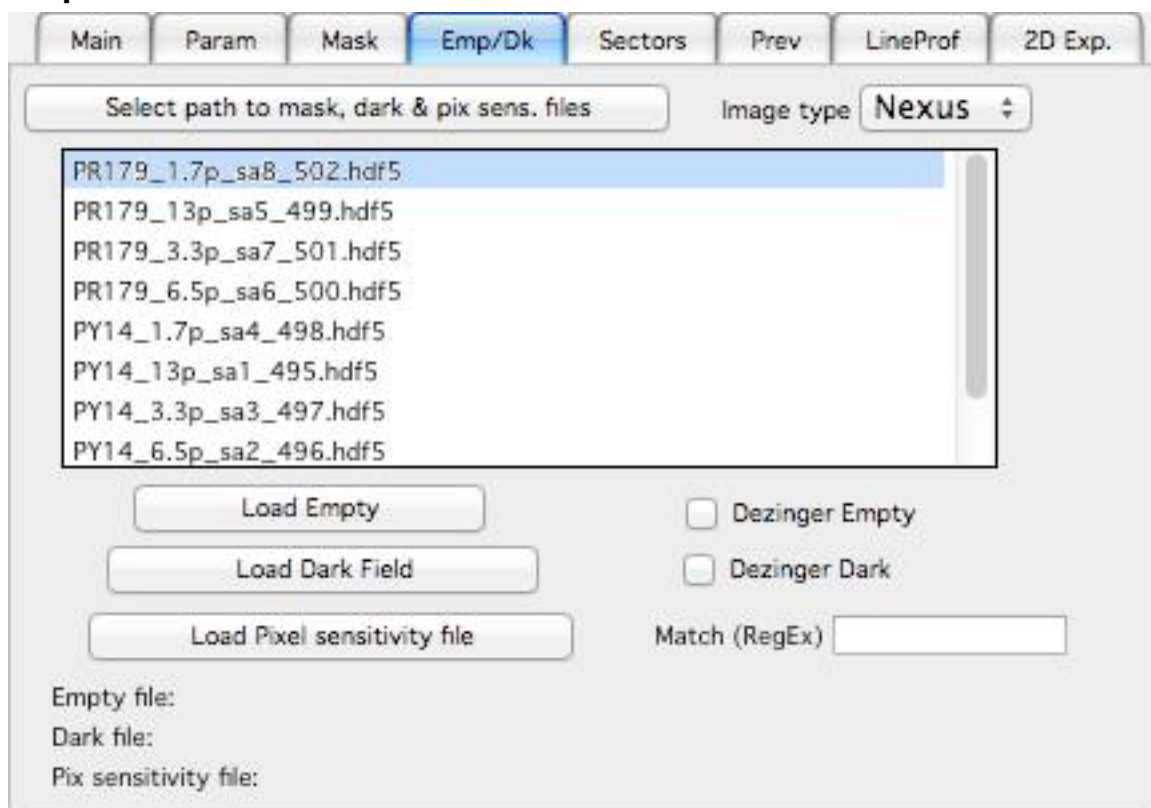 Main Param Mask Emp/Dk Sectors Prev LineProf 2D Exp.
Select path to mask, dark & pix sens. files Image type Nexus
PR179_1.7p_sa8_502.hdf5
PR179_13p_sa5_499.hdf5
PR179_3.3p_sa7_501.hdf5
PR179_6.5p_sa6_500.hdf5
PY14_1.7p_sa4_498.hdf5
PY14_13p_sa1_495.hdf5
PY14_3.3p_sa3_497.hdf5
PY14_6.5p_sa2_496.hdf5
Load Empty Dezinger Empty
Load Dark Field Dezinger Dark
Load Pixel sensitivity file Match (RegEx)
Empty file:
Dark file:
Pix sensitivity file: